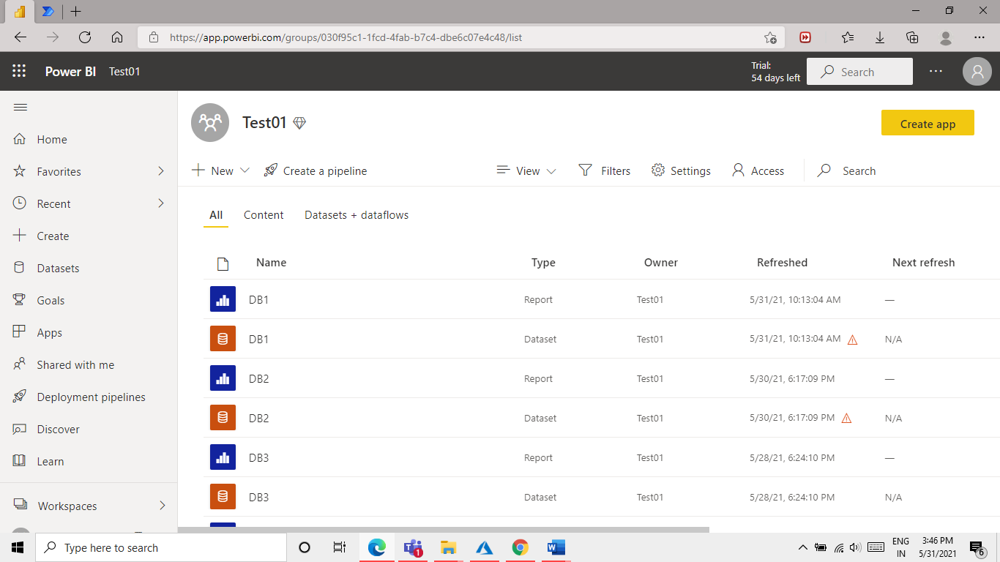 https://app.powerbi.com/groups/030f95c1-1fcd-4fab-b7c4-dbe6c07e4c48/list
Power BI Test01
Trial:
54 days left
Search
Home
Favorites
Recent
Create
Datasets
Goals
Apps
Shared with me
Deployment pipelines
Discover
Learn
Workspaces
Test01
Create app
New Create a pipeline View Filters Settings Access Search
All Content Datasets + dataflows
Name Type Owner Refreshed Next refresh
DB1 Report Test01 5/31/21, 10:13:04 AM —
DB1 Dataset Test01 5/31/21, 10:13:04 AM N/A
DB2 Report Test01 5/30/21, 6:17:09 PM —
DB2 Dataset Test01 5/30/21, 6:17:09 PM N/A
DB3 Report Test01 5/28/21, 6:24:10 PM —
DB3 Dataset Test01 5/28/21, 6:24:10 PM N/A
Type here to search
1
ENG
IN
3:46 PM
5/31/2021
6